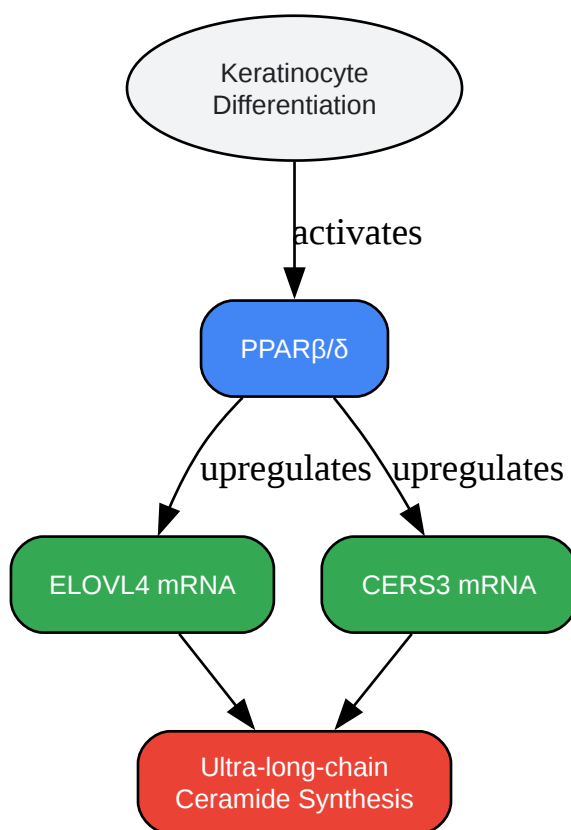 Keratinocyte
Differentiation
activates
PPARβ/δ
upregulates
upregulates
ELOVL4 mRNA
CERS3 mRNA
Ultra-long-chain
Ceramide Synthesis